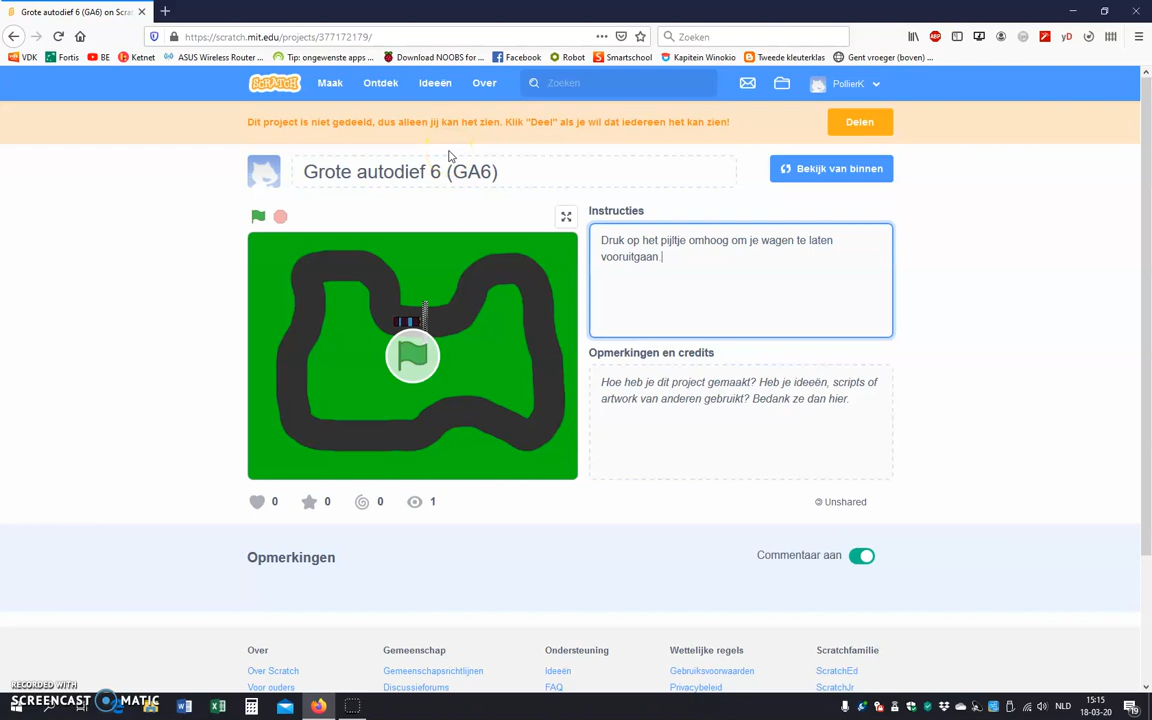 Grote autodief 6 (GA6) on Scra
https://scratch.mit.edu/projects/377172179/
Zoeken
VDK
Fortis
BE
Ketnet
ASUS Wireless Router ...
Tip: ongewenste apps ...
Download NOOBS for ...
Facebook
Robot
Smartschool
Kapitein Winokio
Tweede kleuterklas
Gent vroeger (boven) ...
SCRATCH
Maak
Ontdek
Ideeën
Over
Zoeken
PollierK
Dit project is niet gedeeld, dus alleen jij kan het zien. Klik "Deel" als je wil dat iedereen het kan zien!
Delen
Grote autodief 6 (GA6)
Bekijk van binnen
Instructies
Druk op het pijltje omhoog om je wagen te laten
vooruitgaan.
Opmerkingen en credits
Hoe heb je dit project gemaakt? Heb je ideeën, scripts of
artwork van anderen gebruikt? Bedank ze dan hier.
0
0
0
1
Unshared
Opmerkingen
Commentaar aan
Over
Gemeenschap
Ondersteuning
Wettelijke regels
Scratchfamilie
Over Scratch
Gemeenschapsrichtlijnen
Ideeën
Gebruiksvoorwaarden
ScratchEd
Voor ouders
Discussieforums
FAQ
Privacybeleid
ScratchJr
RECORDED WITH
SCREENCAST MATIC
NLD
15:15
18-03-20
19